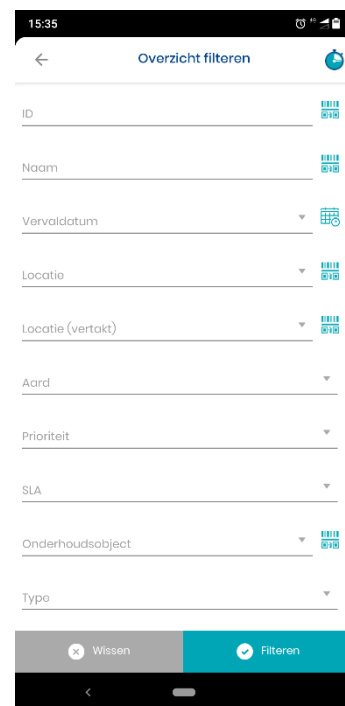 15:35
Overzicht filteren
ID
Naam
Vervaldatum
Locatie
Locatie (vertakt)
Aard
Prioriteit
SLA
Onderhoudsobject
Type
Wissen
Filteren